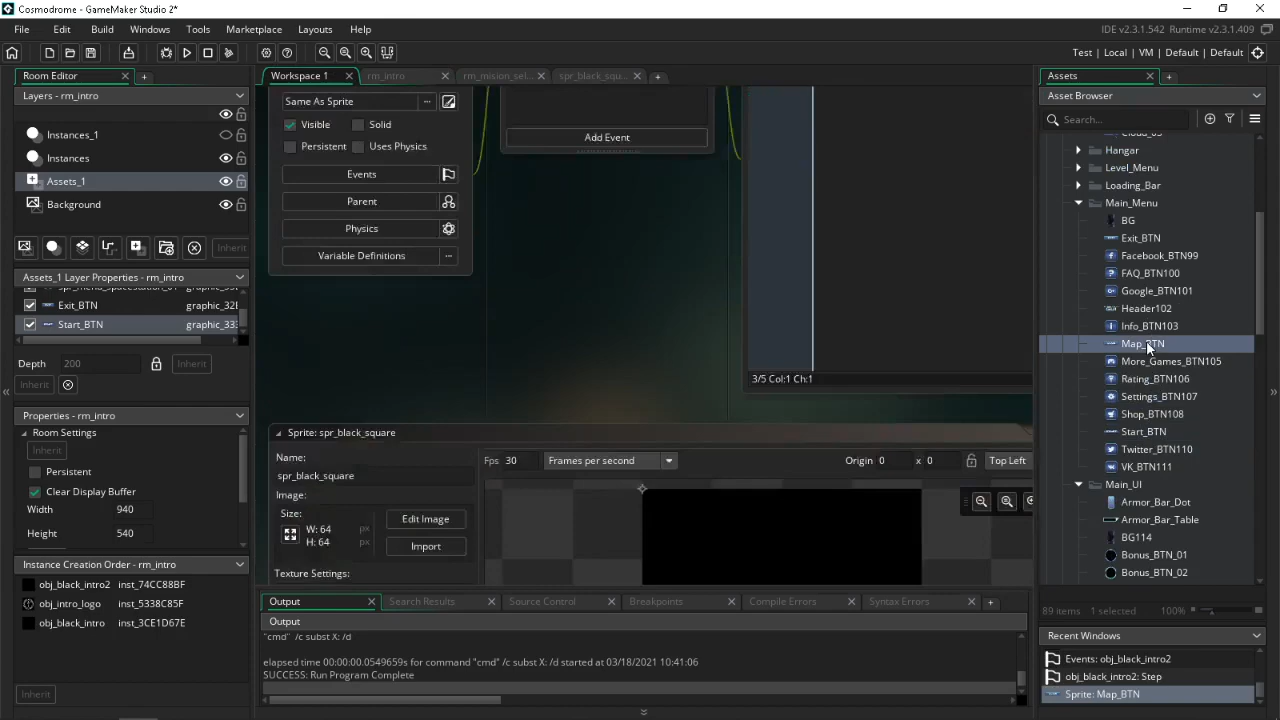 Cosmodrome - GameMaker Studio 2*
File Edit Build Windows Tools Marketplace Layouts Help
IDE v2.3.1.542 Runtime v2.3.1.409
Test | Local | VM | Default | Default
Room Editor
Layers - rm_intro
Instances_1
Instances
Assets_1
Background
Inherit
Assets_1 Layer Properties - rm_intro
Exit_BTN
Start_BTN
Depth 200 Inherit
Inherit
Properties - rm_intro
Room Settings
Inherit
Persistent
Clear Display Buffer
Width 940
Height 540
Instance Creation Order - rm_intro
obj_black_intro2 inst_74CC88BF
obj_intro_logo inst_5338C85F
obj_black_intro inst_3CE1D67E
Inherit
Workspace 1 rm_intro rm_mision_sel... spr_black_squ...
Same As Sprite ...
Visible Solid
Persistent Uses Physics
Events
Parent
Physics
Variable Definitions ...
Add Event
3/5 Col:1 Ch:1
Sprite: spr_black_square
Name:
spr_black_square
Image:
Size:
W: 64 px
H: 64 px
Edit Image
Import
Texture Settings:
Fps 30 Frames per second Origin 0 x 0 Top Left
Output Search Results Source Control Breakpoints Compile Errors Syntax Errors
Output
"cmd" /c subst X: /d
elapsed time 00:00:00.0549659s for command "cmd" /c subst X: /d started at 03/18/2021 10:41:06
SUCCESS: Run Program Complete
Assets
Asset Browser
Search...
Cloud_03
Hangar
Level_Menu
Loading_Bar
Main_Menu
BG
Exit_BTN
Facebook_BTN99
FAQ_BTN100
Google_BTN101
Header102
Info_BTN103
Map_BTN
More_Games_BTN105
Rating_BTN106
Settings_BTN107
Shop_BTN108
Start_BTN
Twitter_BTN110
VK_BTN111
Main_UI
Armor_Bar_Dot
Armor_Bar_Table
BG114
Bonus_BTN_01
Bonus_BTN_02
89 items 1 selected 100%
Recent Windows
Events: obj_black_intro2
obj_black_intro2: Step
Sprite: Map_BTN